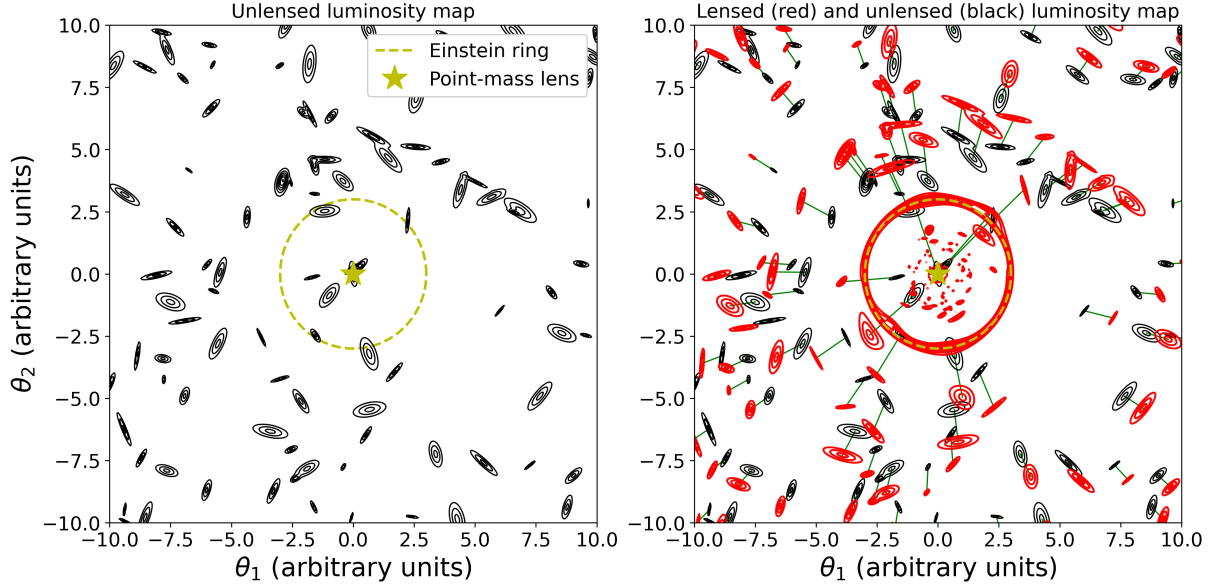 Unlensed luminosity map
Einstein ring
Point-mass lens
10.0
7.5
5.0
2.5
0.0
−2.5
−5.0
−7.5
−10.0
−10.0 −7.5 −5.0 −2.5 0.0 2.5 5.0 7.5 10.0
θ₂ (arbitrary units)
θ₁ (arbitrary units)
Lensed (red) and unlensed (black) luminosity map
10.0
7.5
5.0
2.5
0.0
−2.5
−5.0
−7.5
−10.0
−10.0 −7.5 −5.0 −2.5 0.0 2.5 5.0 7.5 10.0
θ₁ (arbitrary units)